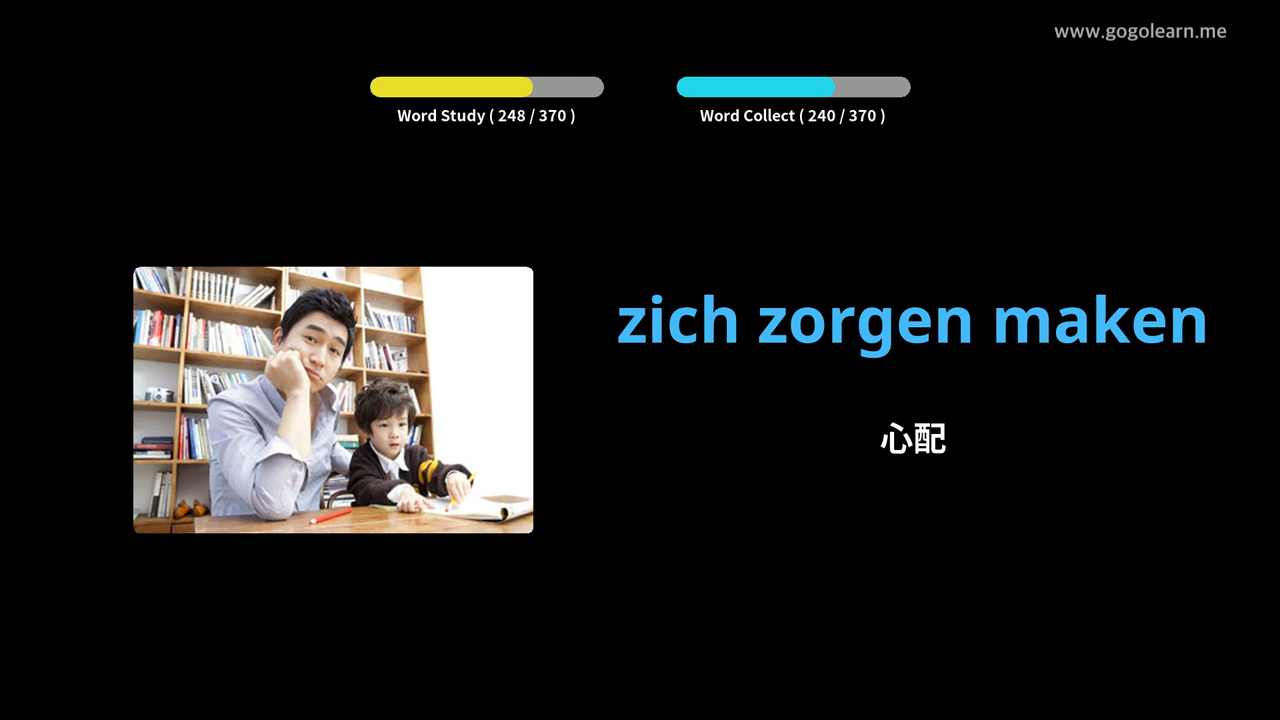 www.gogolearn.me
Word Study ( 248 / 370 )
Word Collect ( 240 / 370 )
zich zorgen maken
心配